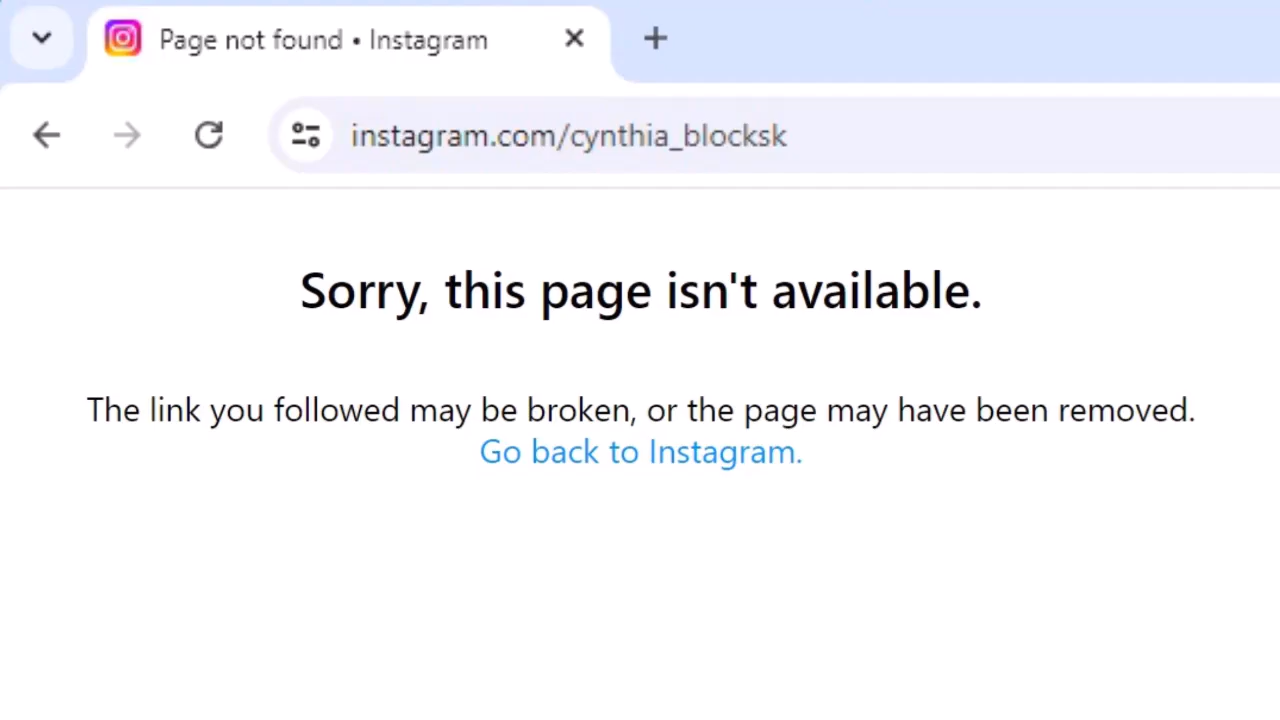 Page not found • Instagram
instagram.com/cynthia_blocksk
Sorry, this page isn't available.
The link you followed may be broken, or the page may have been removed.
Go back to Instagram.